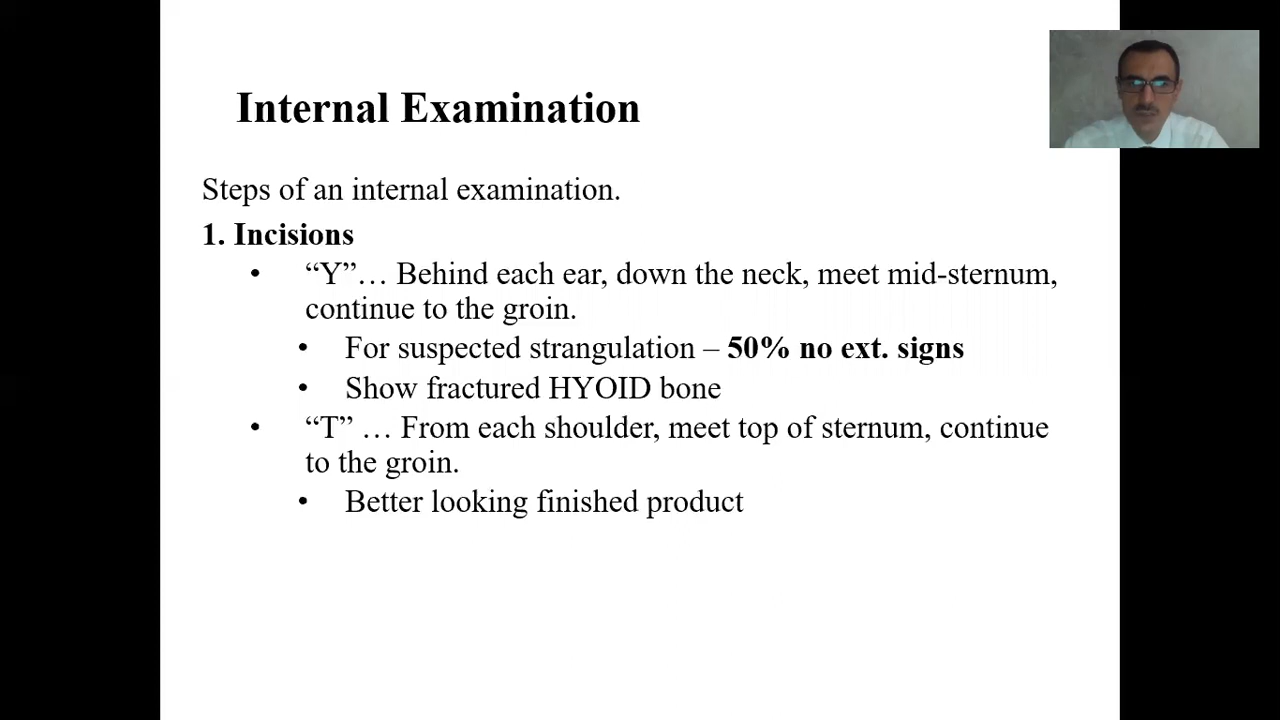 Internal Examination
Steps of an internal examination.
1. Incisions
• “Y”… Behind each ear, down the neck, meet mid-sternum,
continue to the groin.
• For suspected strangulation – 50% no ext. signs
• Show fractured HYOID bone
• “T” … From each shoulder, meet top of sternum, continue
to the groin.
• Better looking finished product